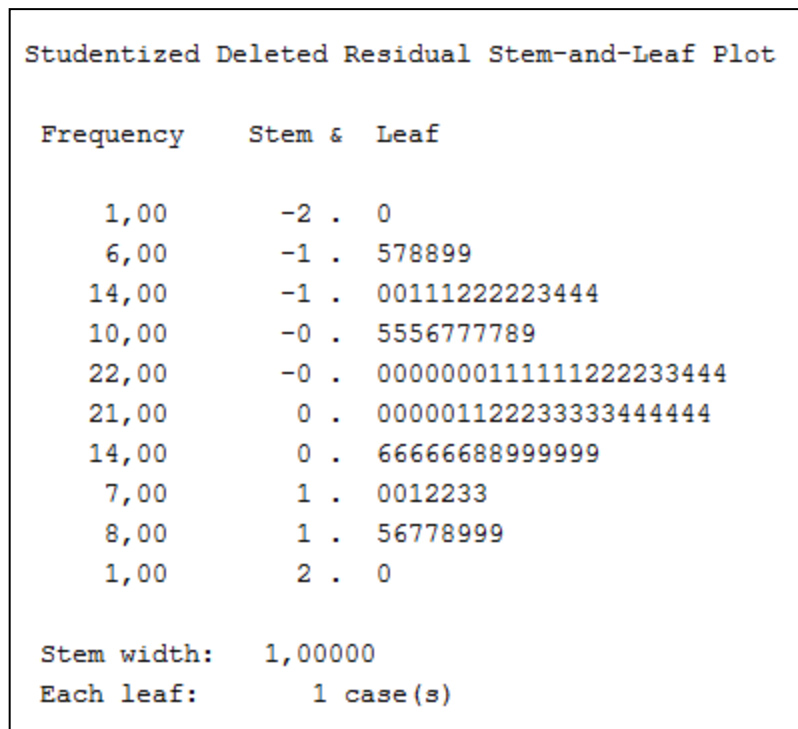 Studentized Deleted Residual Stem-and-Leaf Plot
Frequency Stem & Leaf
1,00 -2 . 0
6,00 -1 . 578899
14,00 -1 . 00111222223444
10,00 -0 . 5556777789
22,00 -0 . 0000000111111222233444
21,00 0 . 000001122233333444444
14,00 0 . 66666688999999
7,00 1 . 0012233
8,00 1 . 56778999
1,00 2 . 0
Stem width: 1,00000
Each leaf: 1 case(s)